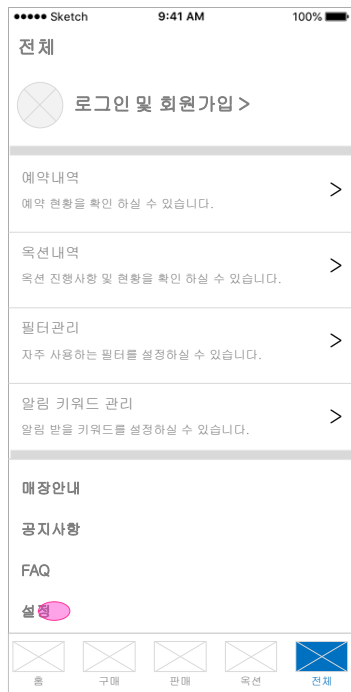 Sketch 9:41 AM 100%
전체
로그인 및 회원가입 >
예약내역
예약 현황을 확인 하실 수 있습니다.
옥션내역
옥션 진행사항 및 현황을 확인 하실 수 있습니다.
필터관리
자주 사용하는 필터를 설정하실 수 있습니다.
알림 키워드 관리
알림 받을 키워드를 설정하실 수 있습니다.
매장안내
공지사항
FAQ
설정
홈 구매 판매 옥션 전체